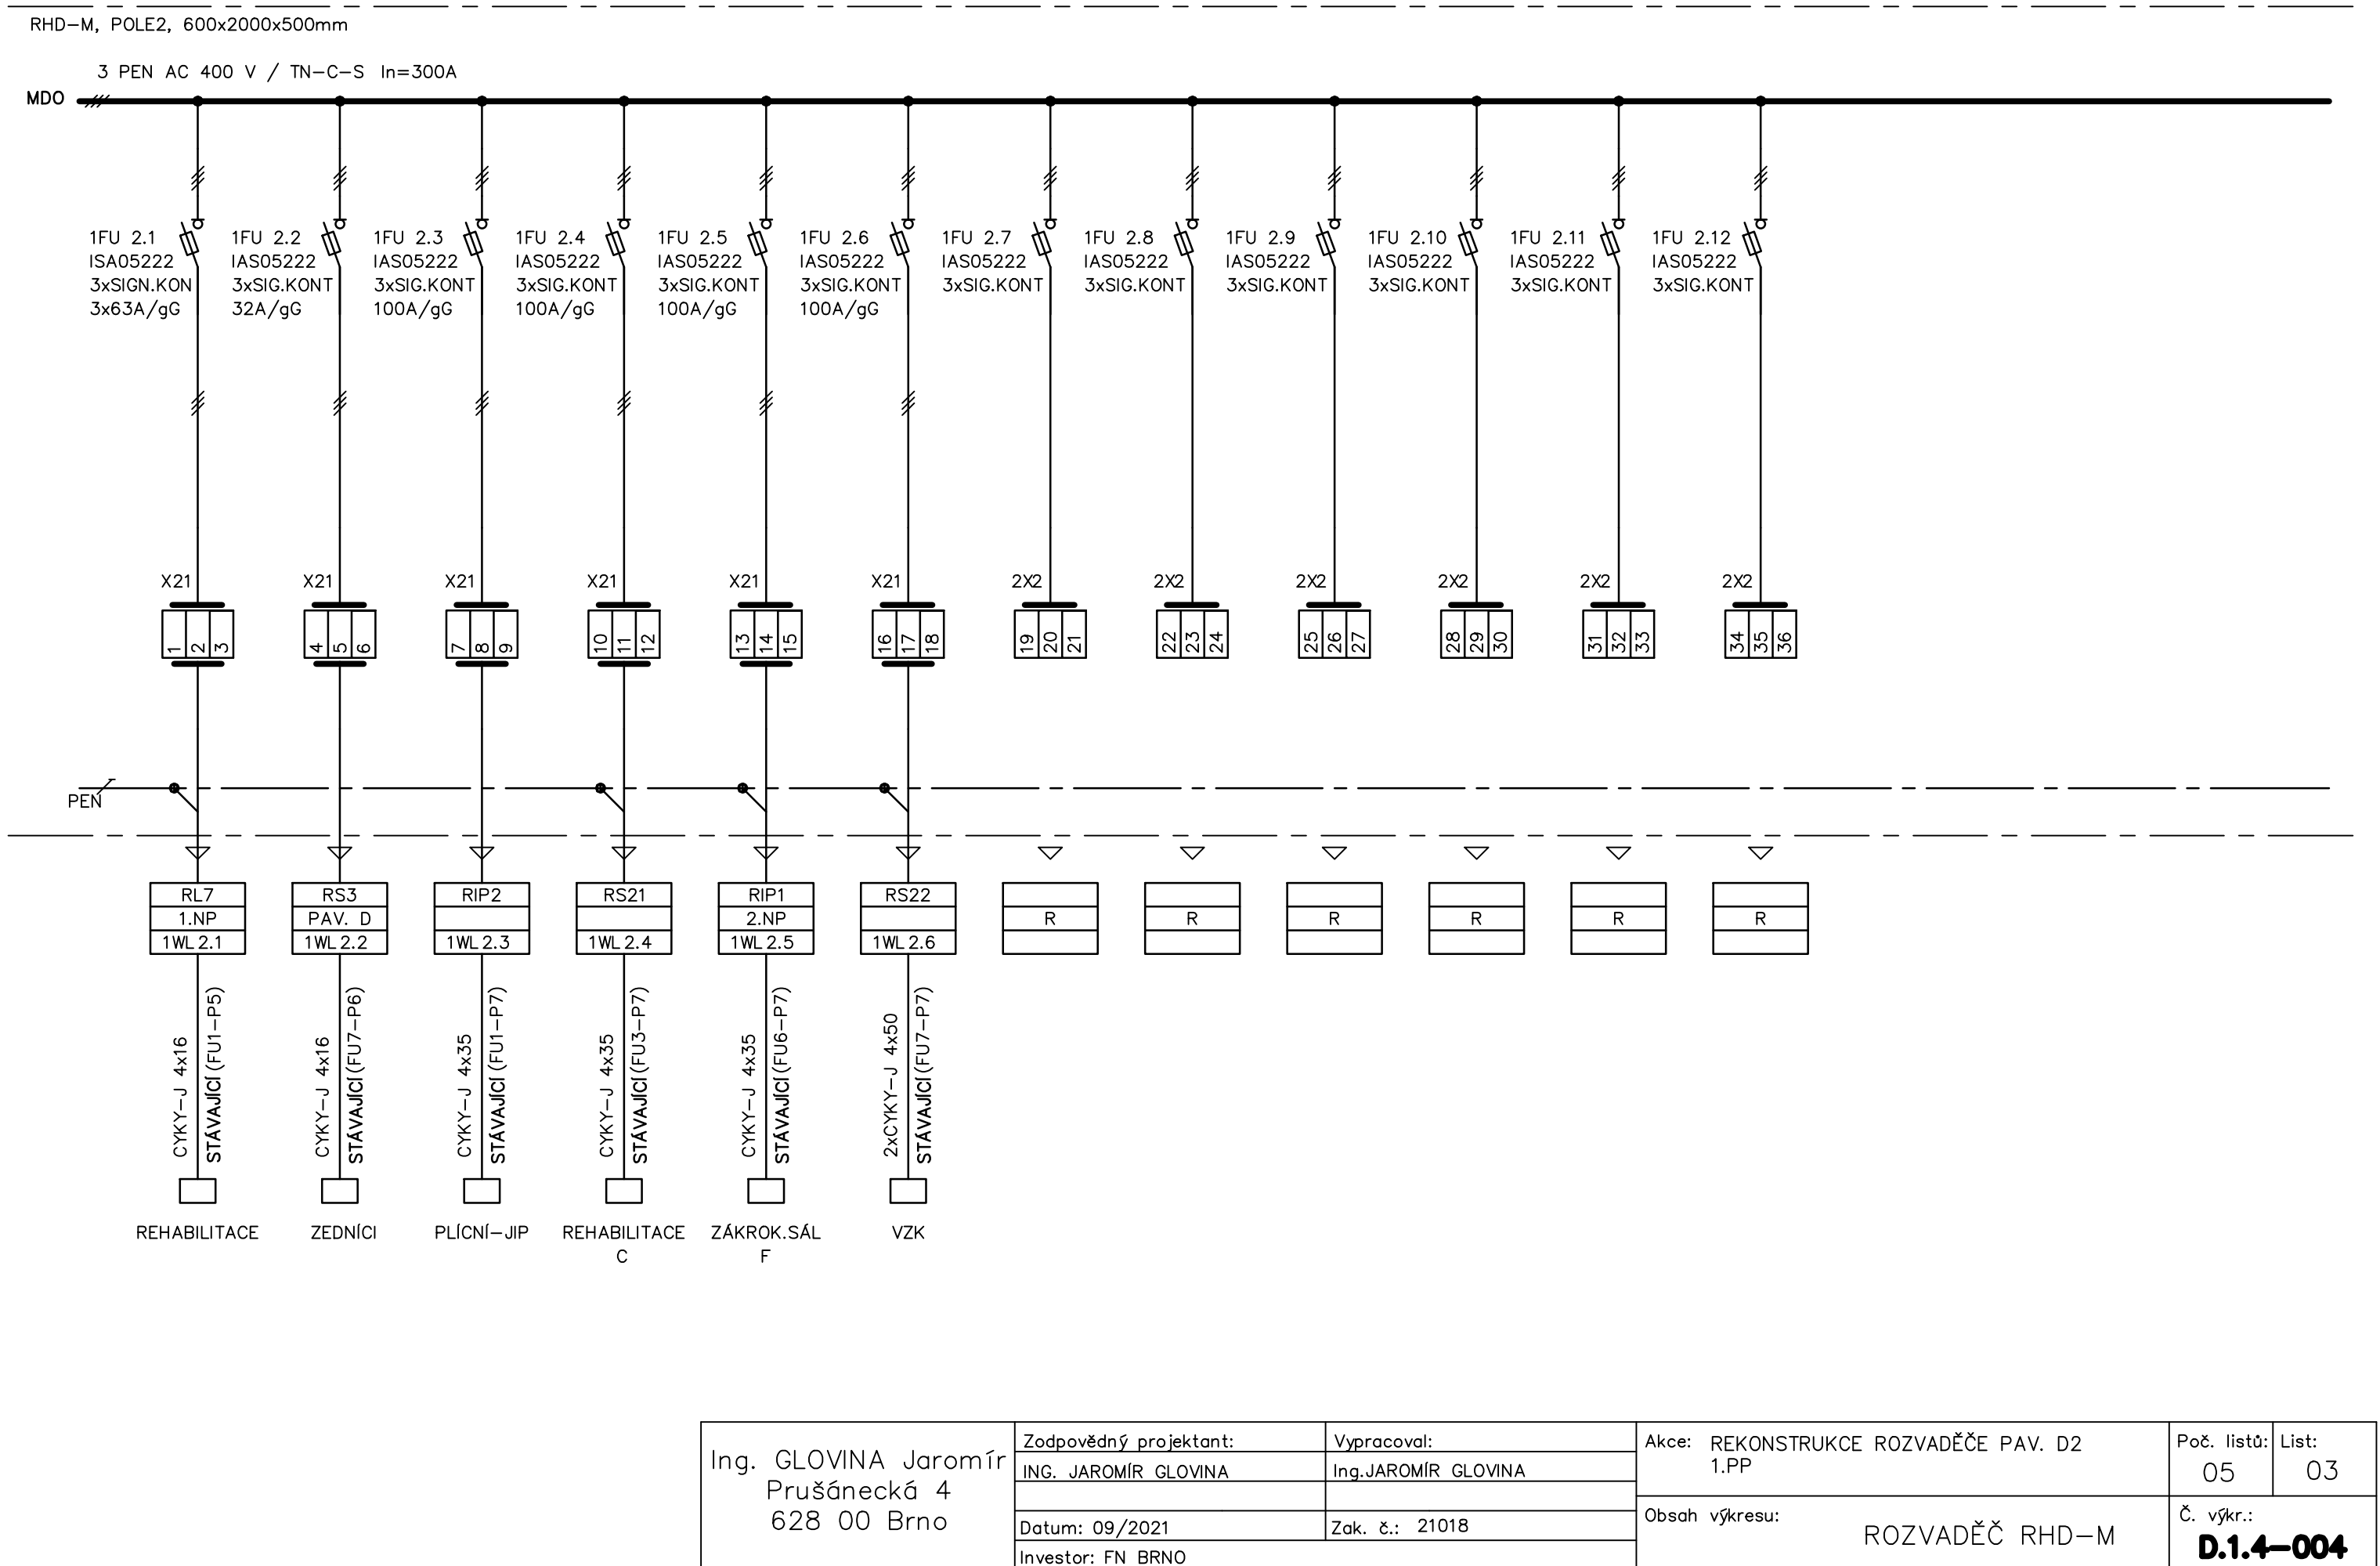 RHD-M, POLE2, 600x2000x500mm
3 PEN AC 400 V / TN-C-S In=300A
MDO
1FU 2.1
ISA05222
3xSIGN.KON
3x63A/gG
1FU 2.2
IAS05222
3xSIG.KONT
32A/gG
1FU 2.3
IAS05222
3xSIG.KONT
100A/gG
1FU 2.4
IAS05222
3xSIG.KONT
100A/gG
1FU 2.5
IAS05222
3xSIG.KONT
100A/gG
1FU 2.6
IAS05222
3xSIG.KONT
100A/gG
1FU 2.7
IAS05222
3xSIG.KONT
1FU 2.8
IAS05222
3xSIG.KONT
1FU 2.9
IAS05222
3xSIG.KONT
1FU 2.10
IAS05222
3xSIG.KONT
1FU 2.11
IAS05222
3xSIG.KONT
1FU 2.12
IAS05222
3xSIG.KONT
X21 X21 X21 X21 X21 X21 2X2 2X2 2X2 2X2 2X2 2X2
1 2 3 4 5 6 7 8 9 10 11 12 13 14 15 16 17 18 19 20 21 22 23 24 25 26 27 28 29 30 31 32 33 34 35 36
PEN
RL7
1.NP
1WL 2.1
RS3
PAV. D
1WL 2.2
RIP2
1WL 2.3
RS21
1WL 2.4
RIP1
2.NP
1WL 2.5
RS22
1WL 2.6
R R R R R R
CYKY-J 4x16
STÁVAJÍCÍ (FU1-P5)
CYKY-J 4x16
STÁVAJÍCÍ (FU7-P6)
CYKY-J 4x35
STÁVAJÍCÍ (FU1-P7)
CYKY-J 4x35
STÁVAJÍCÍ (FU3-P7)
CYKY-J 4x35
STÁVAJÍCÍ (FU6-P7)
2xCYKY-J 4x50
STÁVAJÍCÍ (FU7-P7)
REHABILITACE
ZEDNÍCI
PLÍCNÍ-JIP
REHABILITACE
C
ZÁKROK.SÁL
F
VZK
Ing. GLOVINA Jaromír
Prušánecká 4
628 00 Brno
Zodpovědný projektant:
ING. JAROMÍR GLOVINA
Vypracoval:
Ing.JAROMÍR GLOVINA
Datum: 09/2021
Zak. č.: 21018
Investor: FN BRNO
Akce: REKONSTRUKCE ROZVADĚČE PAV. D2
1.PP
Obsah výkresu:
ROZVADĚČ RHD-M
Poč. listů:
05
List:
03
Č. výkr.:
D.1.4-004